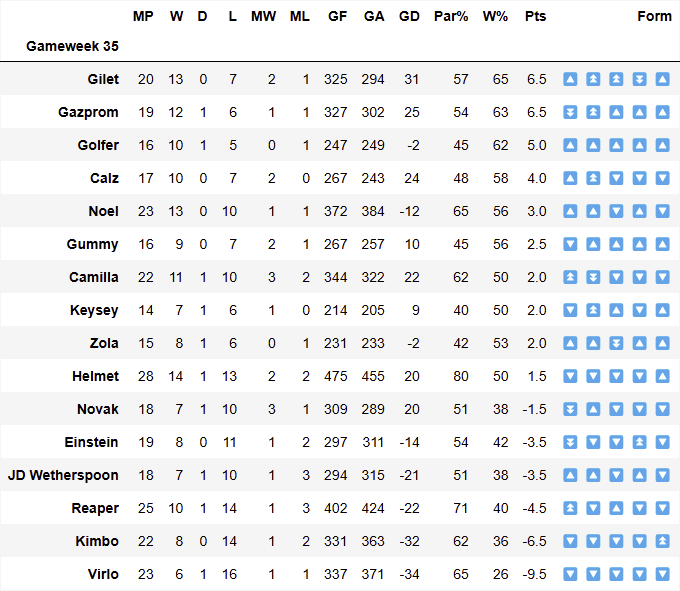 MP W D L MW ML GF GA GD Par% W% Pts Form
Gameweek 35
Gilet 20 13 0 7 2 1 325 294 31 57 65 6.5
Gazprom 19 12 1 6 1 1 327 302 25 54 63 6.5
Golfer 16 10 1 5 0 1 247 249 -2 45 62 5.0
Calz 17 10 0 7 2 0 267 243 24 48 58 4.0
Noel 23 13 0 10 1 1 372 384 -12 65 56 3.0
Gummy 16 9 0 7 2 1 267 257 10 45 56 2.5
Camilla 22 11 1 10 3 2 344 322 22 62 50 2.0
Keysey 14 7 1 6 1 0 214 205 9 40 50 2.0
Zola 15 8 1 6 0 1 231 233 -2 42 53 2.0
Helmet 28 14 1 13 2 2 475 455 20 80 50 1.5
Novak 18 7 1 10 3 1 309 289 20 51 38 -1.5
Einstein 19 8 0 11 1 2 297 311 -14 54 42 -3.5
JD Wetherspoon 18 7 1 10 1 3 294 315 -21 51 38 -3.5
Reaper 25 10 1 14 1 3 402 424 -22 71 40 -4.5
Kimbo 22 8 0 14 1 2 331 363 -32 62 36 -6.5
Virlo 23 6 1 16 1 1 337 371 -34 65 26 -9.5